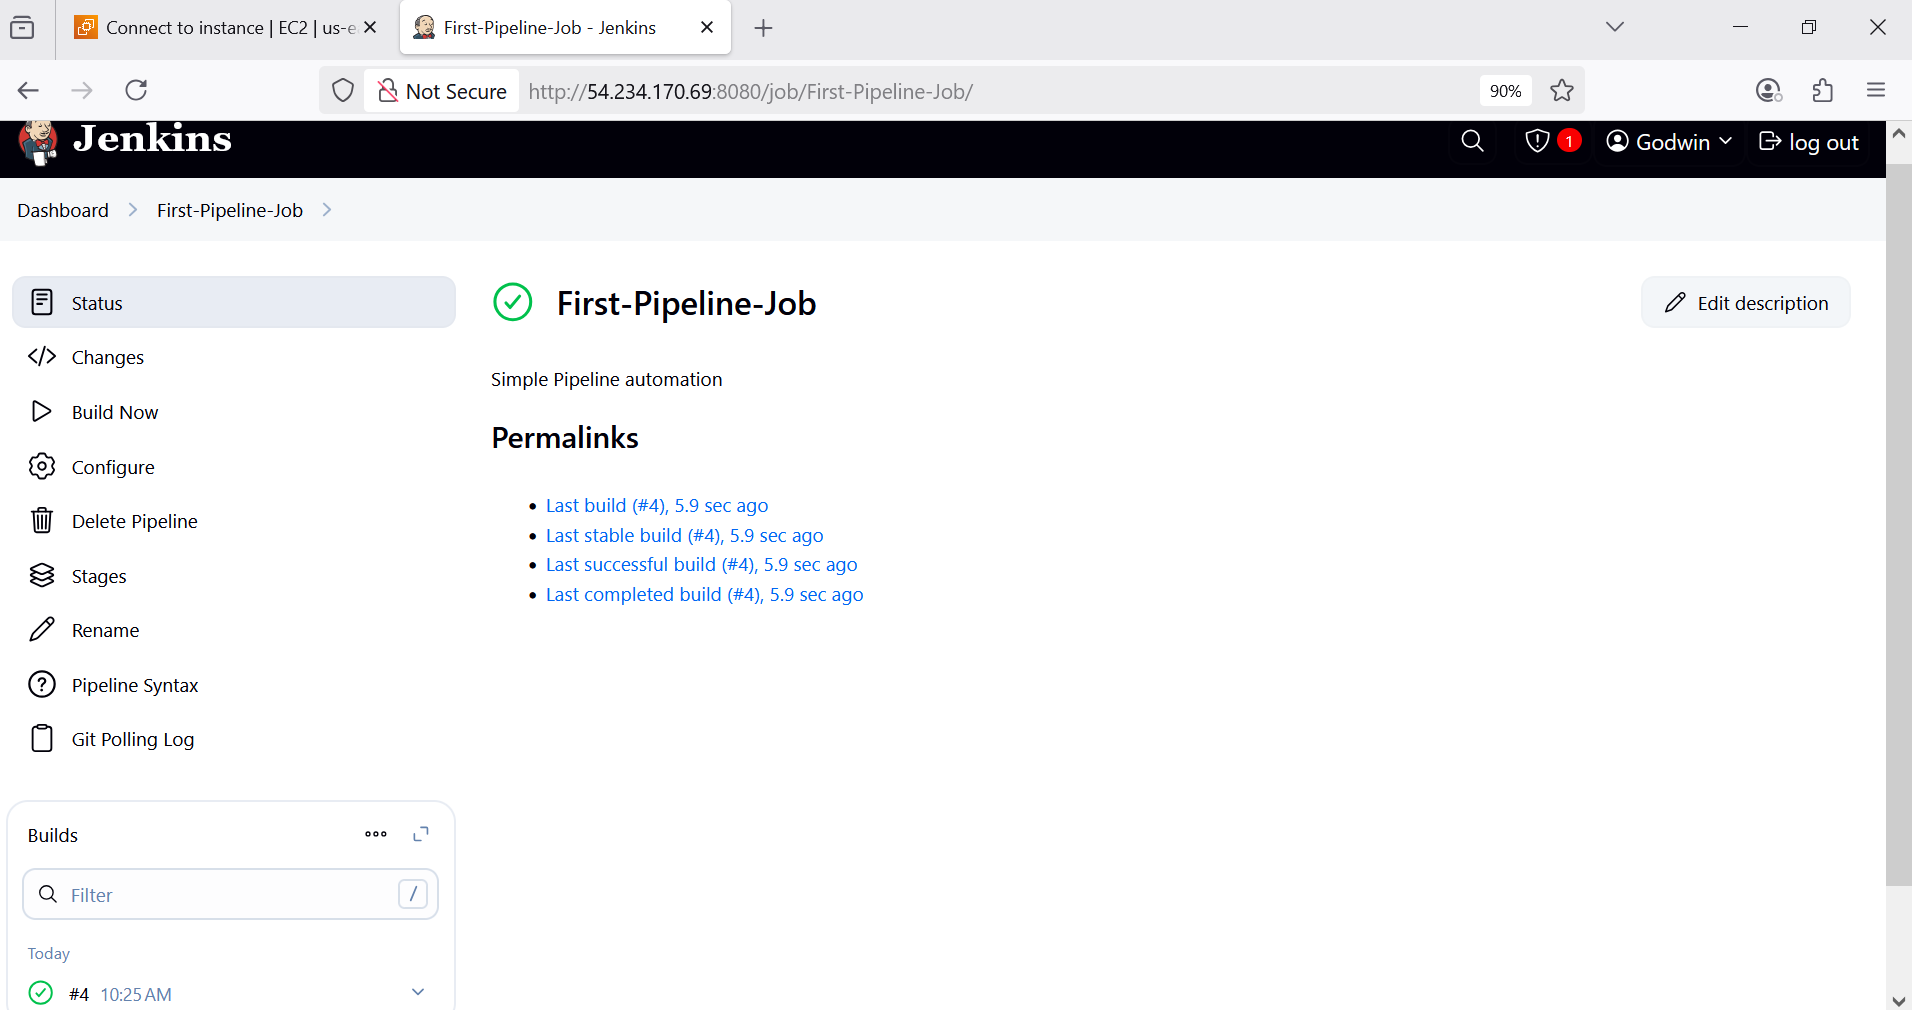 Connect to instance | EC2 | us-e
First-Pipeline-Job - Jenkins
Not Secure
http://54.234.170.69:8080/job/First-Pipeline-Job/
90%
Jenkins
1
Godwin
log out
Dashboard
First-Pipeline-Job
Status
Changes
Build Now
Configure
Delete Pipeline
Stages
Rename
Pipeline Syntax
Git Polling Log
First-Pipeline-Job
Edit description
Simple Pipeline automation
Permalinks
Last build (#4), 5.9 sec ago
Last stable build (#4), 5.9 sec ago
Last successful build (#4), 5.9 sec ago
Last completed build (#4), 5.9 sec ago
Builds
Filter
/
Today
#4 10:25 AM